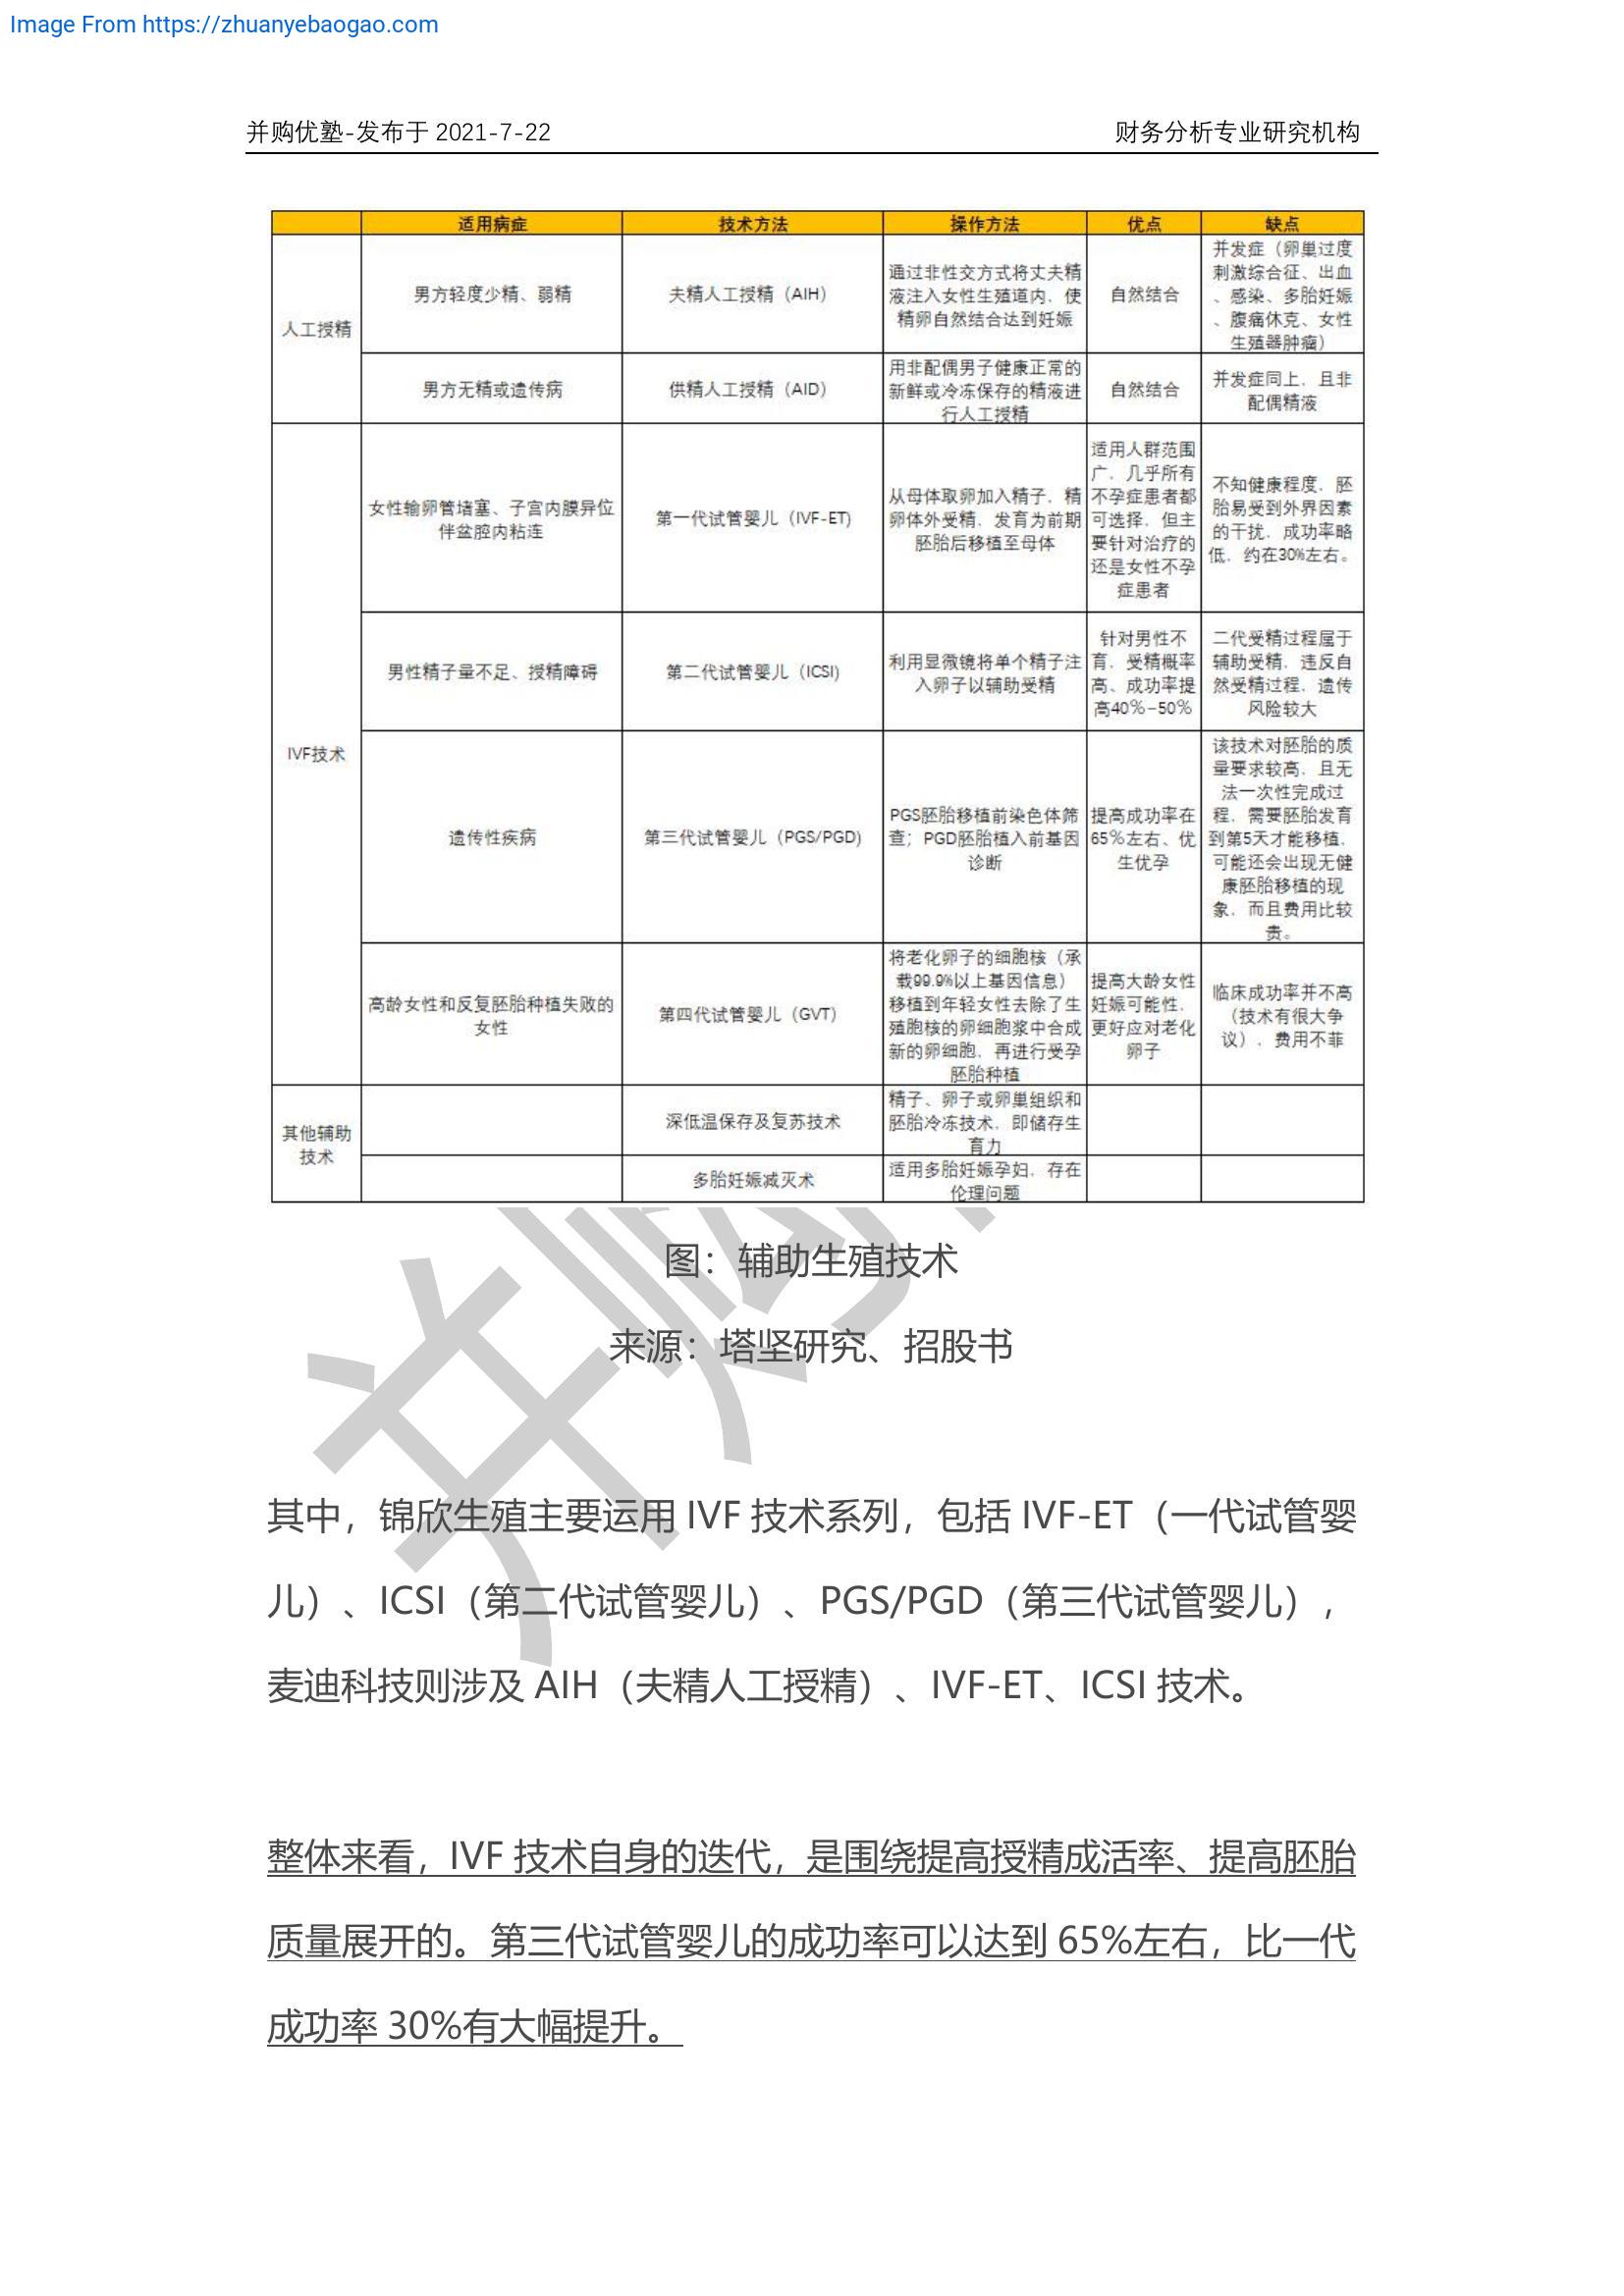 Image From https://zhuanyebaogao.com
并购优塾-发布于 2021-7-22 财务分析专业研究机构
适用病症 技术方法 操作方法 优点 缺点
人工授精
男方轻度少精、弱精
夫精人工授精（AIH）
通过非性交方式将丈夫精
液注入女性生殖道内，使
精卵自然结合达到妊娠
自然结合
并发症（卵巢过度
刺激综合征、出血
、感染、多胎妊娠
、腹痛休克、女性
生殖器肿瘤）
男方无精或遗传病
供精人工授精（AID）
用非配偶男子健康正常的
新鲜或冷冻保存的精液进
行人工授精
自然结合
并发症同上，且非
配偶精液
IVF技术
女性输卵管堵塞、子宫内膜异位
伴盆腔内粘连
第一代试管婴儿（IVF-ET)
从母体取卵加入精子，精
卵体外受精，发育为前期
胚胎后移植至母体
适用人群范围
广，几乎所有
不孕症患者都
可选择，但主
要针对治疗的
还是女性不孕
症患者
不知健康程度，胚
胎易受到外界因素
的干扰，成功率略
低，约在30%左右。
男性精子量不足、授精障碍
第二代试管婴儿（ICSI)
利用显微镜将单个精子注
入卵子以辅助受精
针对男性不
育，受精概率
高、成功率提
高40%-50%
二代受精过程属于
辅助受精，违反自
然受精过程，遗传
风险较大
遗传性疾病
第三代试管婴儿（PGS/PGD)
PGS胚胎移植前染色体筛
查；PGD胚胎植入前基因
诊断
提高成功率在
65%左右、优
生优孕
该技术对胚胎的质
量要求较高，且无
法一次性完成过
程，需要胚胎发育
到第5天才能移植，
可能还会出现无健
康胚胎移植的现
象，而且费用比较
贵。
高龄女性和反复胚胎种植失败的
女性
第四代试管婴儿（GVT）
将老化卵子的细胞核（承
载99.9%以上基因信息）
移植到年轻女性去除了生
殖胞核的卵细胞浆中合成
新的卵细胞，再进行受孕
胚胎种植
提高大龄女性
妊娠可能性，
更好应对老化
卵子
临床成功率并不高
（技术有很大争
议），费用不菲
其他辅助
技术
深低温保存及复苏技术
精子、卵子或卵巢组织和
胚胎冷冻技术，即储存生
育力
多胎妊娠减灭术
适用多胎妊娠孕妇，存在
伦理问题
图：辅助生殖技术
来源：塔坚研究、招股书
其中，锦欣生殖主要运用 IVF 技术系列，包括 IVF-ET（一代试管婴
儿）、ICSI（第二代试管婴儿）、PGS/PGD（第三代试管婴儿），
麦迪科技则涉及 AIH（夫精人工授精）、IVF-ET、ICSI 技术。
整体来看，IVF 技术自身的迭代，是围绕提高授精成活率、提高胚胎
质量展开的。第三代试管婴儿的成功率可以达到 65%左右，比一代
成功率 30%有大幅提升。
并购